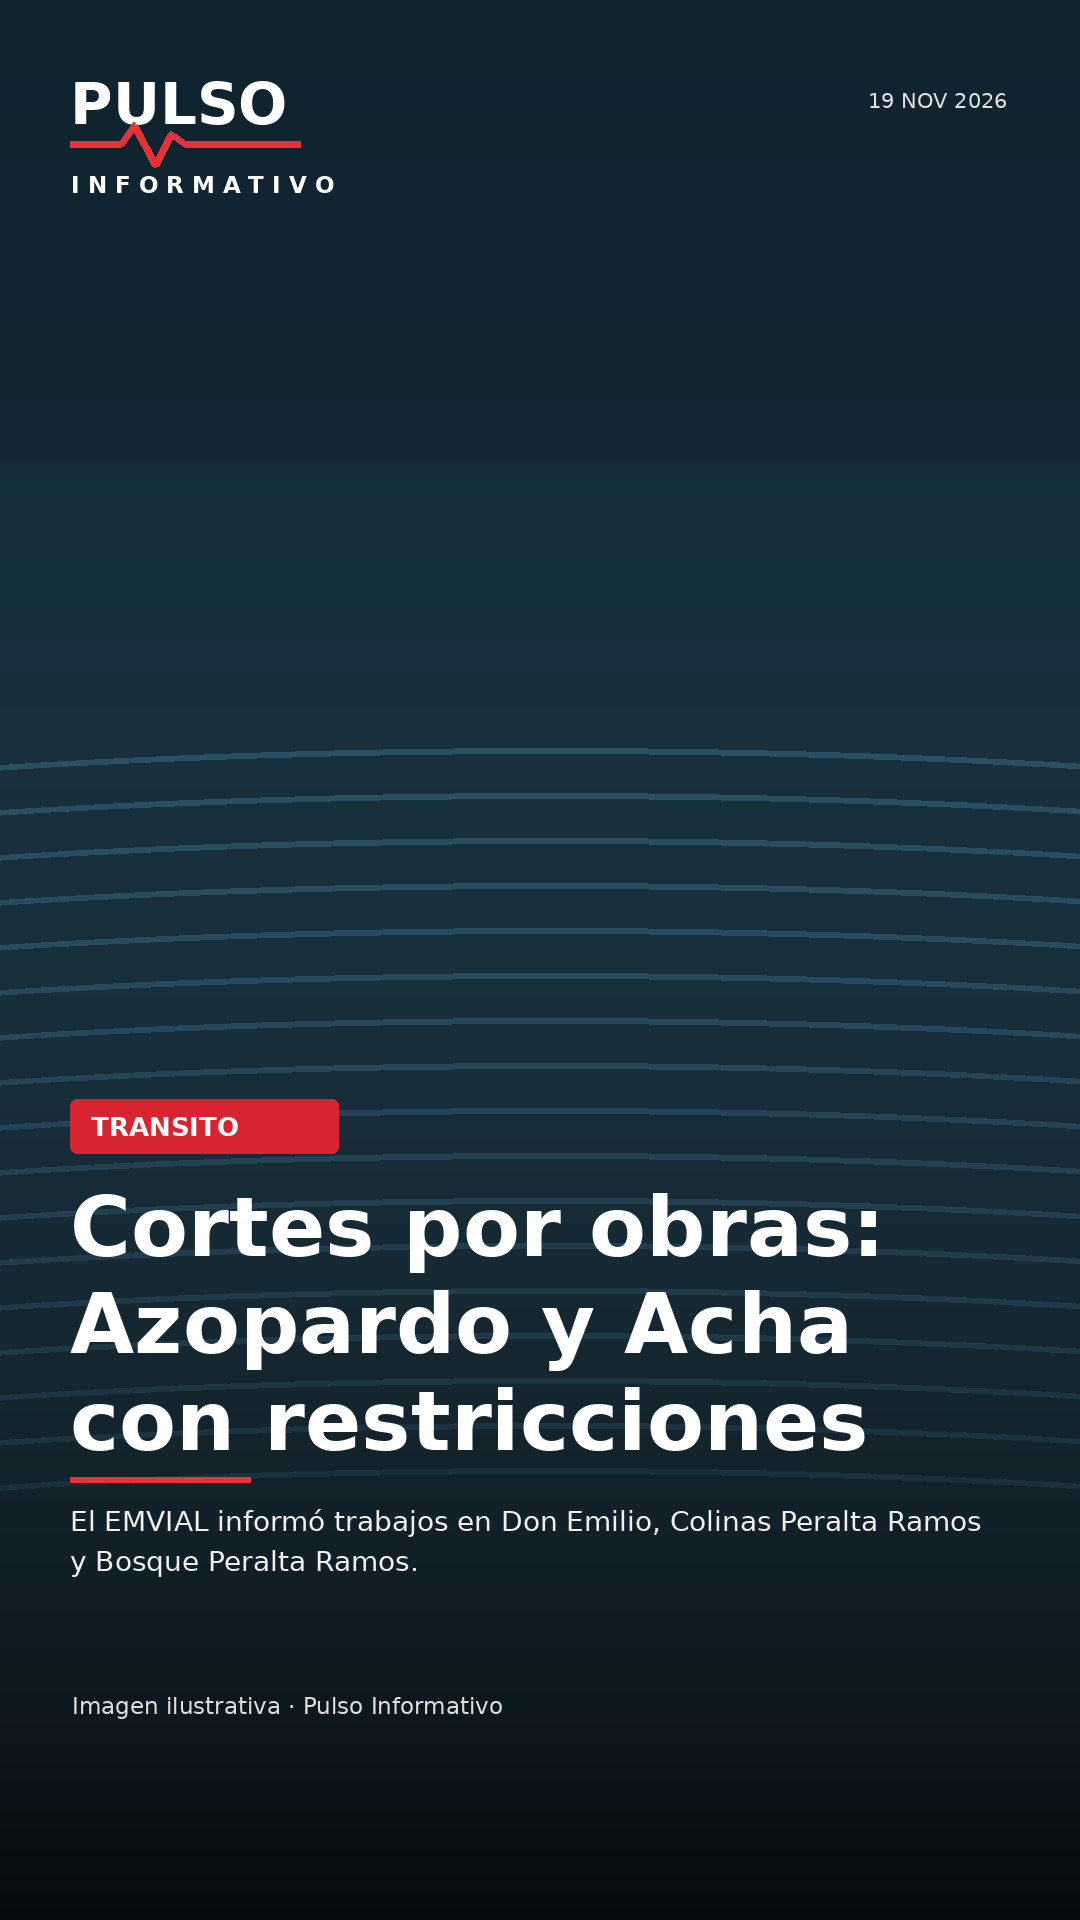 PULSO
INFORMATIVO
19 NOV 2026
TRANSITO
Cortes por obras:
Azopardo y Acha
con restricciones
El EMVIAL informó trabajos en Don Emilio, Colinas Peralta Ramos
y Bosque Peralta Ramos.
Imagen ilustrativa · Pulso Informativo